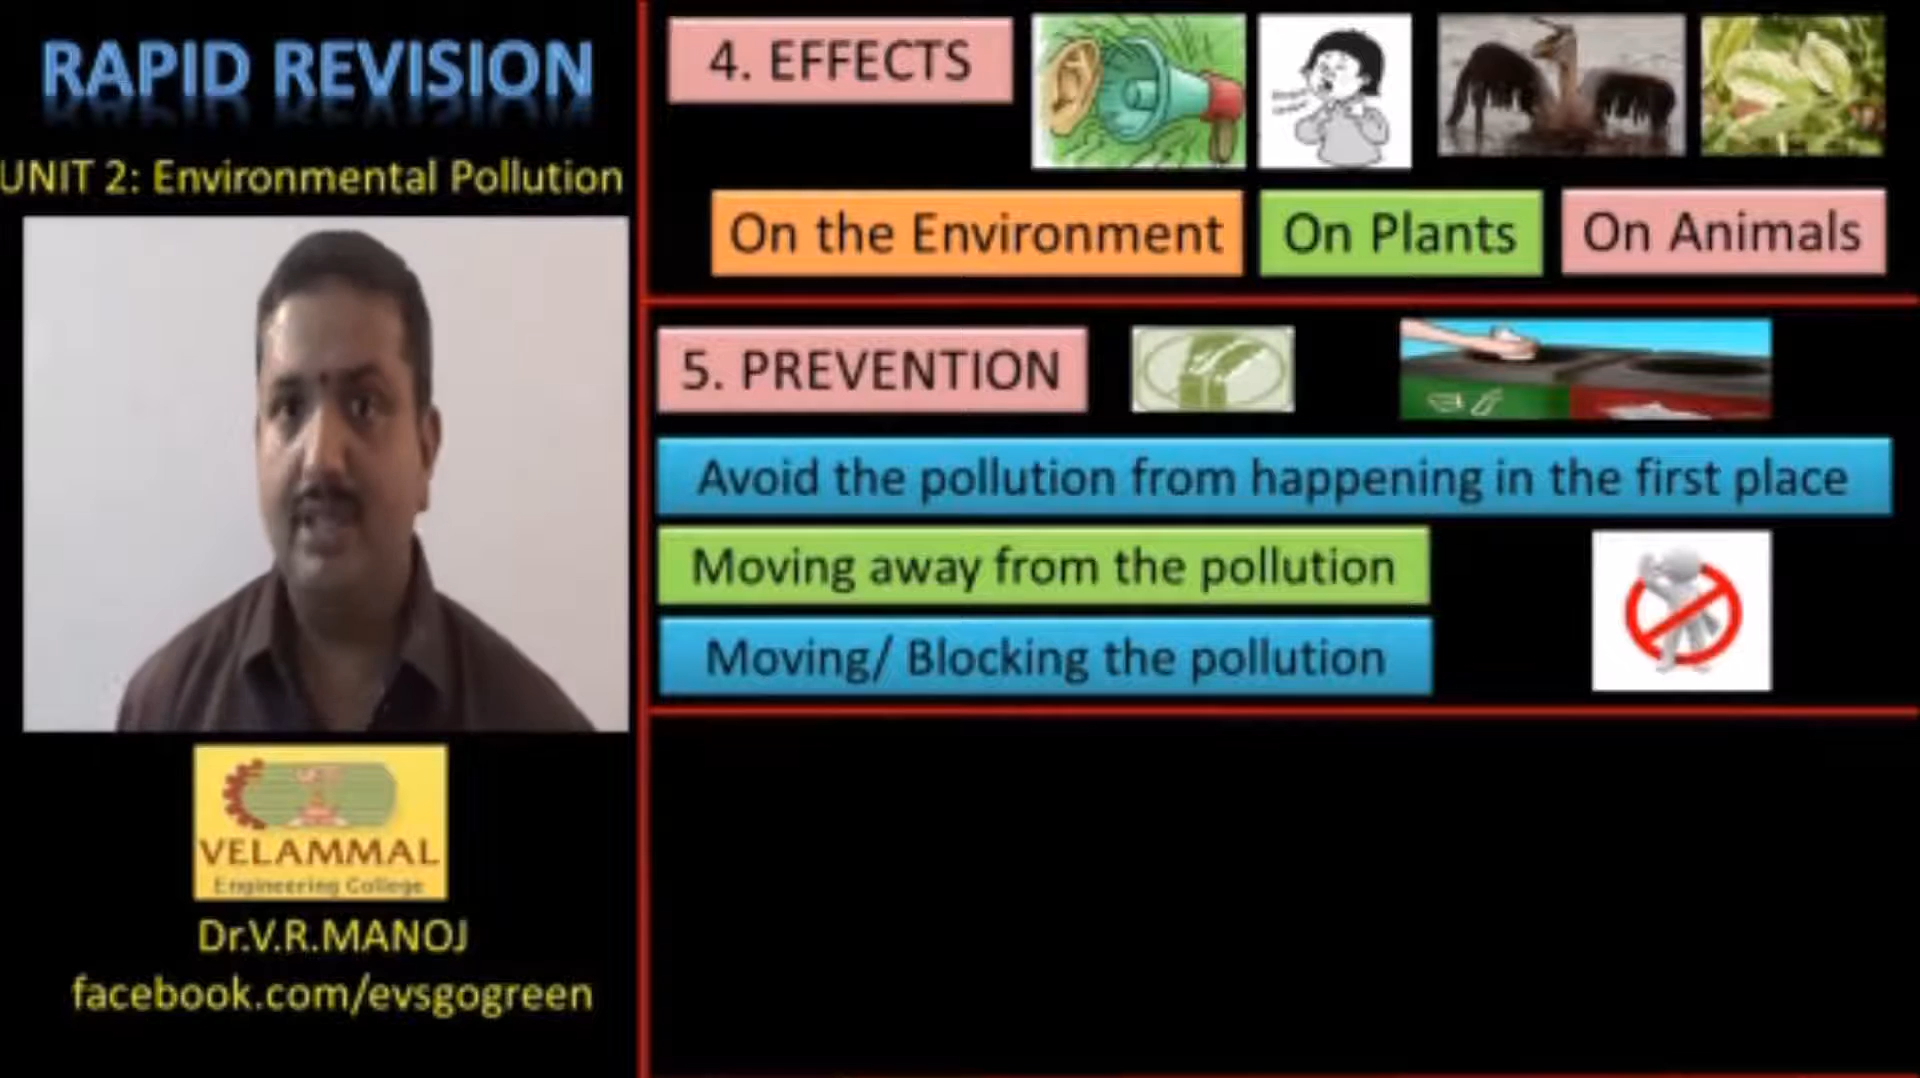 RAPID REVISION
UNIT 2: Environmental Pollution
VELAMMAL
Engineering College
Dr.V.R.MANOJ
facebook.com/evsgogreen
4. EFFECTS
On the Environment
On Plants
On Animals
5. PREVENTION
Avoid the pollution from happening in the first place
Moving away from the pollution
Moving/ Blocking the pollution